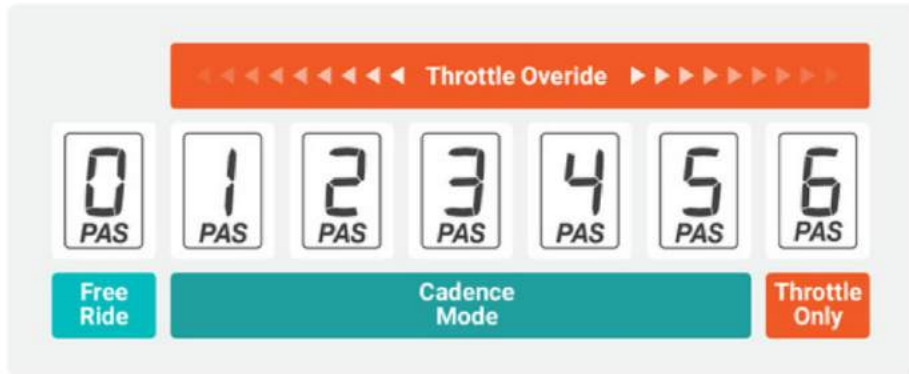 Throttle Overide
0 1 2 3 4 5 6
PAS PAS PAS PAS PAS PAS PAS
Free Ride
Cadence Mode
Throttle Only